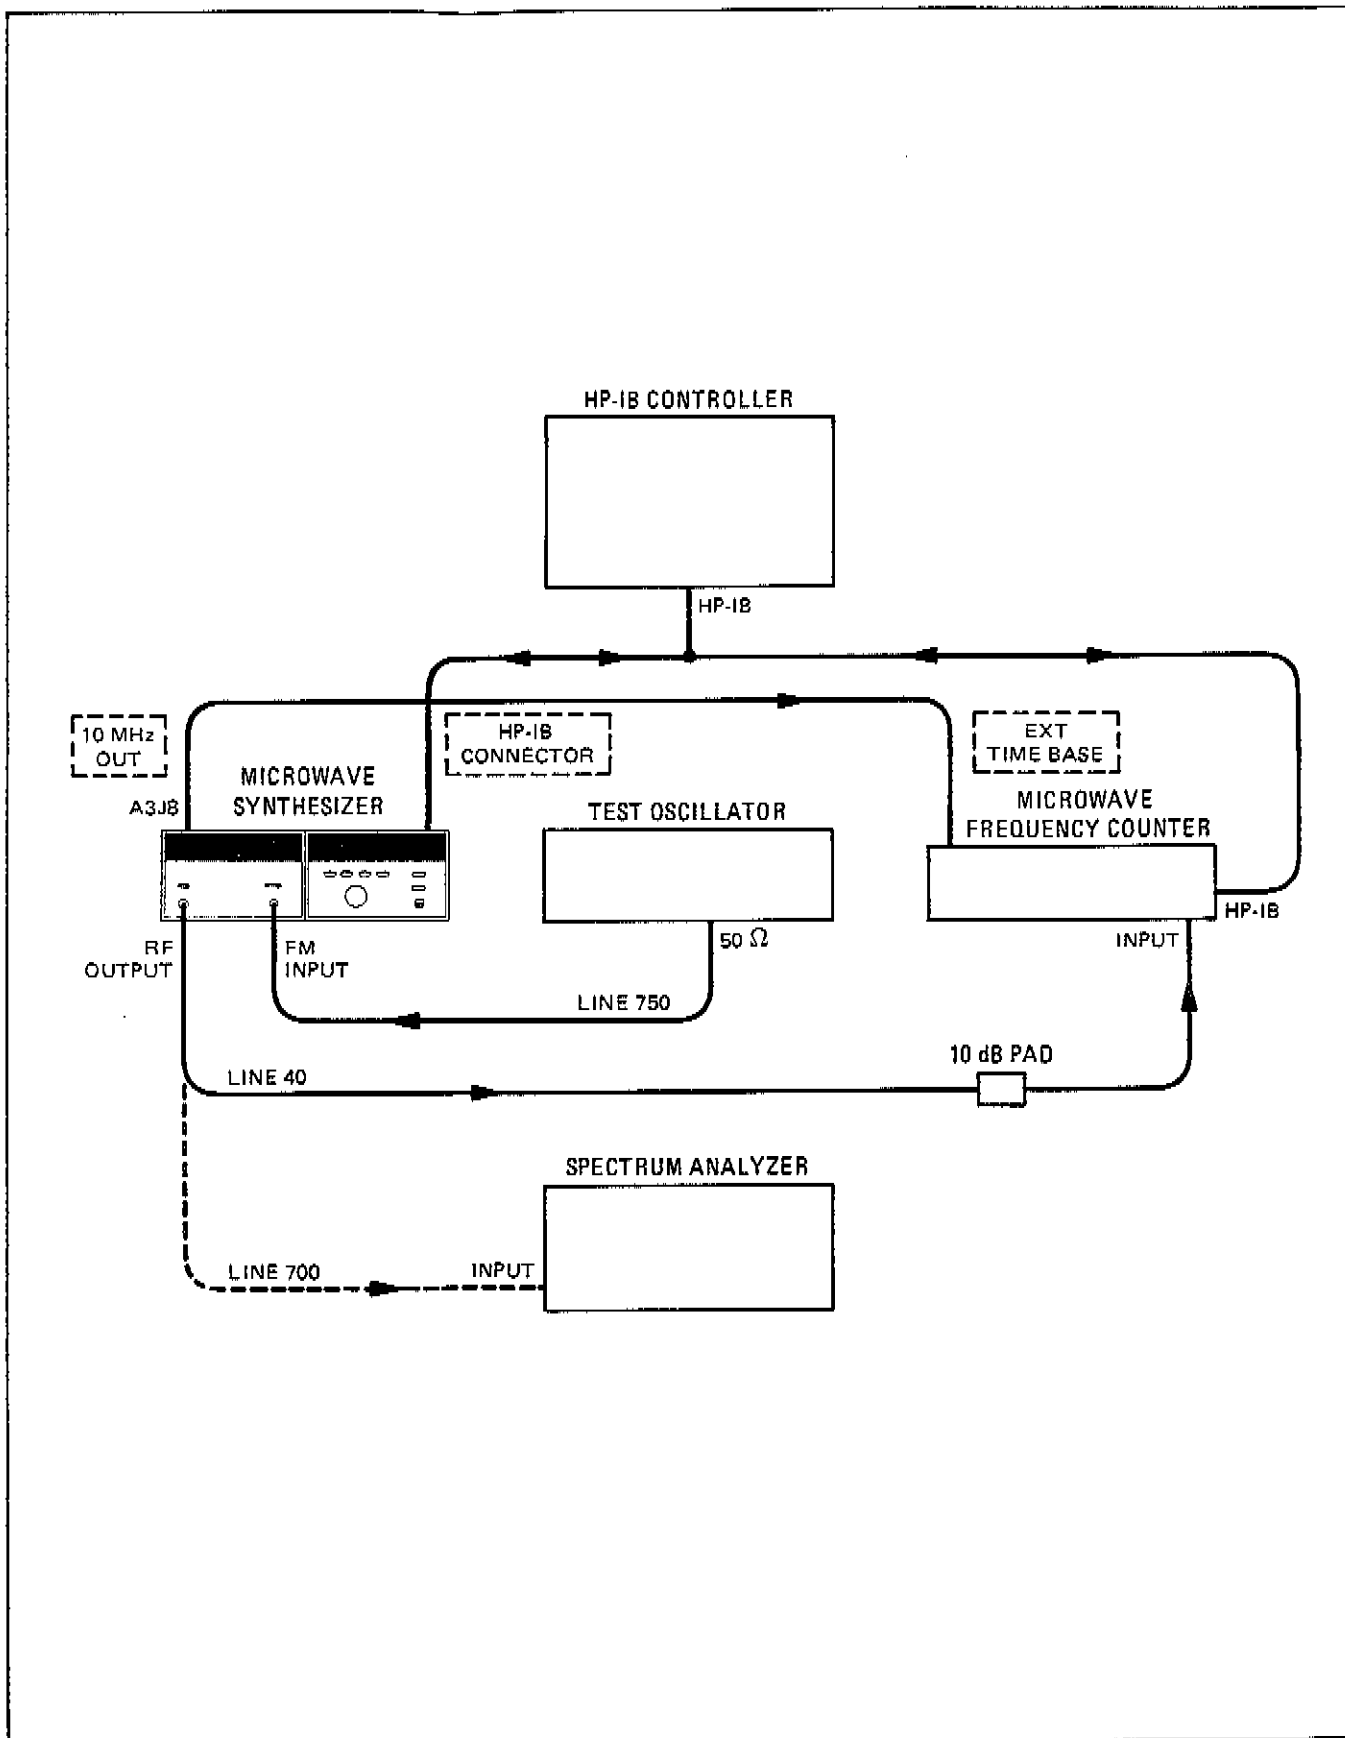 HP-IB CONTROLLER
HP-IB
10 MHz
OUT
HP-IB
CONNECTOR
EXT
TIME BASE
A3J8
MICROWAVE
SYNTHESIZER
TEST OSCILLATOR
MICROWAVE
FREQUENCY COUNTER
HP-IB
RF
OUTPUT
FM
INPUT
50 Ω
INPUT
LINE 750
LINE 40
10 dB PAD
SPECTRUM ANALYZER
LINE 700
INPUT